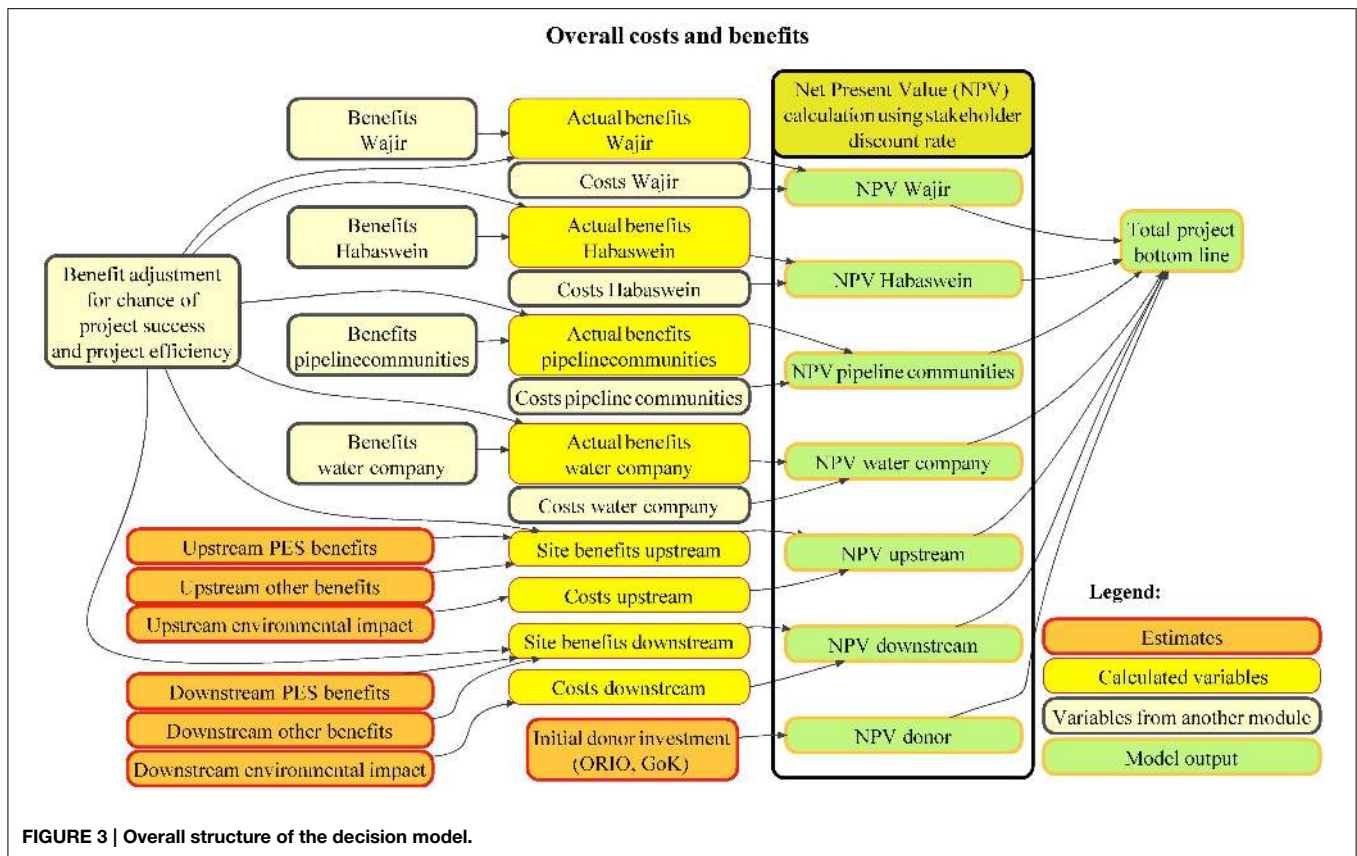 Overall costs and benefits
Benefits
Wajir
Actual benefits
Wajir
Net Present Value (NPV)
calculation using stakeholder
discount rate
Costs Wajir
NPV Wajir
Benefits
Habaswein
Actual benefits
Habaswein
Costs Habaswein
NPV Habaswein
Total project
bottom line
Benefit adjustment
for chance of
project success
and project efficiency
Benefits
pipelinecommunities
Actual benefits
pipelinecommunities
Costs pipeline communities
NPV pipeline communities
Benefits
water company
Actual benefits
water company
Costs water company
NPV water company
Upstream PES benefits
Upstream other benefits
Upstream environmental impact
Site benefits upstream
Costs upstream
NPV upstream
Downstream PES benefits
Downstream other benefits
Downstream environmental impact
Site benefits downstream
Costs downstream
NPV downstream
Initial donor investment
(ORIO, GoK)
NPV donor
Legend:
Estimates
Calculated variables
Variables from another module
Model output
FIGURE 3 | Overall structure of the decision model.